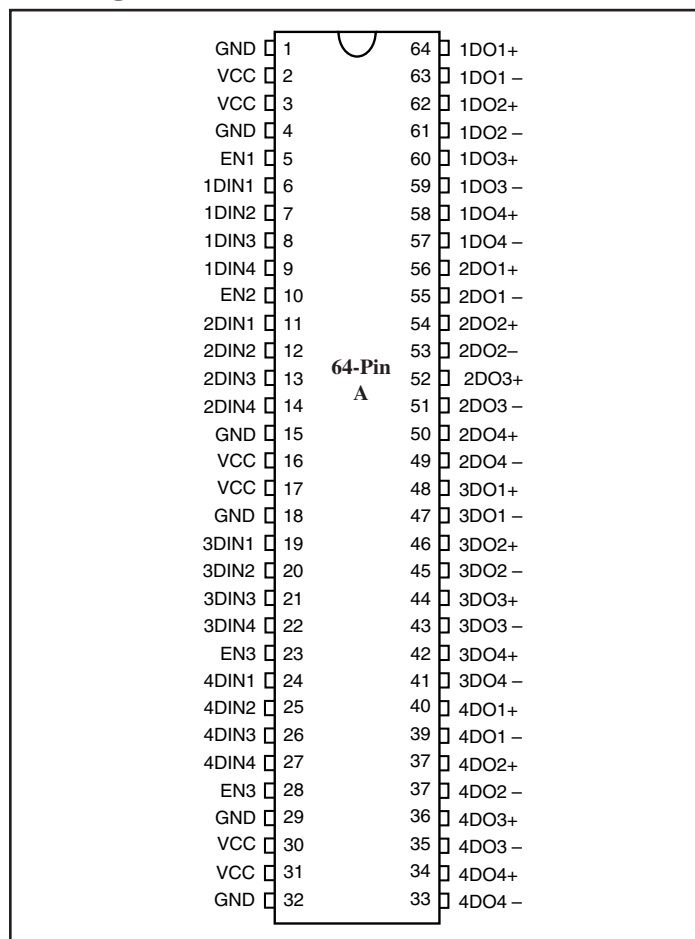 GND 1 64 1DO1+
VCC 2 63 1DO1 –
VCC 3 62 1DO2+
GND 4 61 1DO2 –
EN1 5 60 1DO3+
1DIN1 6 59 1DO3 –
1DIN2 7 58 1DO4+
1DIN3 8 57 1DO4 –
1DIN4 9 56 2DO1+
EN2 10 55 2DO1 –
2DIN1 11 54 2DO2+
2DIN2 12 53 2DO2–
2DIN3 13 64-Pin 52 2DO3+
A
2DIN4 14 51 2DO3 –
GND 15 50 2DO4+
VCC 16 49 2DO4 –
VCC 17 48 3DO1+
GND 18 47 3DO1 –
3DIN1 19 46 3DO2+
3DIN2 20 45 3DO2 –
3DIN3 21 44 3DO3+
3DIN4 22 43 3DO3 –
EN3 23 42 3DO4+
4DIN1 24 41 3DO4 –
4DIN2 25 40 4DO1+
4DIN3 26 39 4DO1 –
4DIN4 27 37 4DO2+
EN3 28 37 4DO2 –
GND 29 36 4DO3+
VCC 30 35 4DO3 –
VCC 31 34 4DO4+
GND 32 33 4DO4 –